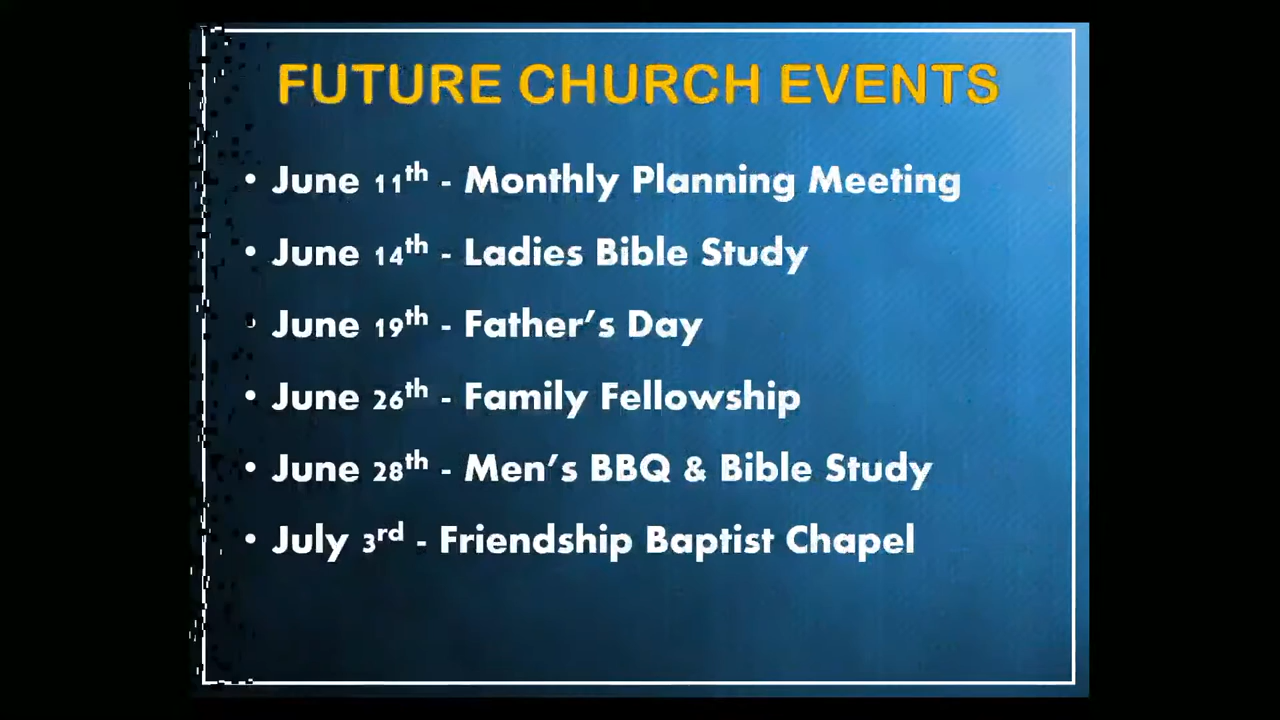 FUTURE CHURCH EVENTS
• June 11th - Monthly Planning Meeting
• June 14th - Ladies Bible Study
• June 19th - Father’s Day
• June 26th - Family Fellowship
• June 28th - Men’s BBQ & Bible Study
• July 3rd - Friendship Baptist Chapel